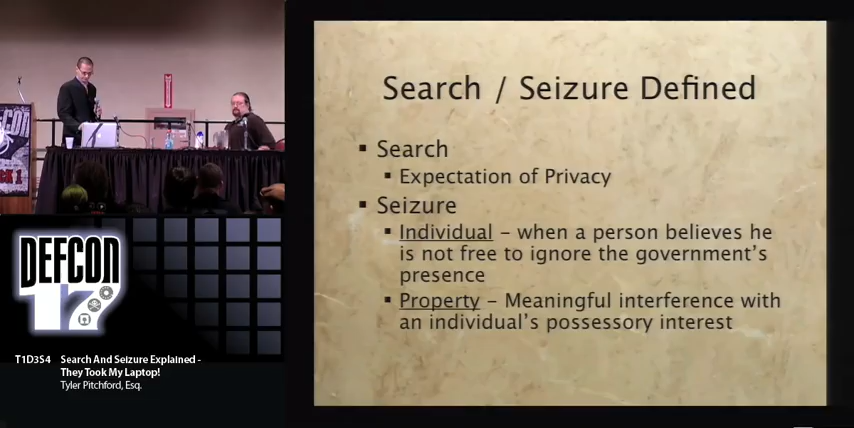 Search / Seizure Defined
▪ Search
▪ Expectation of Privacy
▪ Seizure
▪ Individual – when a person believes he
is not free to ignore the government's
presence
▪ Property – Meaningful interference with
an individual's possessory interest
DEFCON
DEFCON
17
T1D3S4 Search And Seizure Explained -
They Took My Laptop!
Tyler Pitchford, Esq.